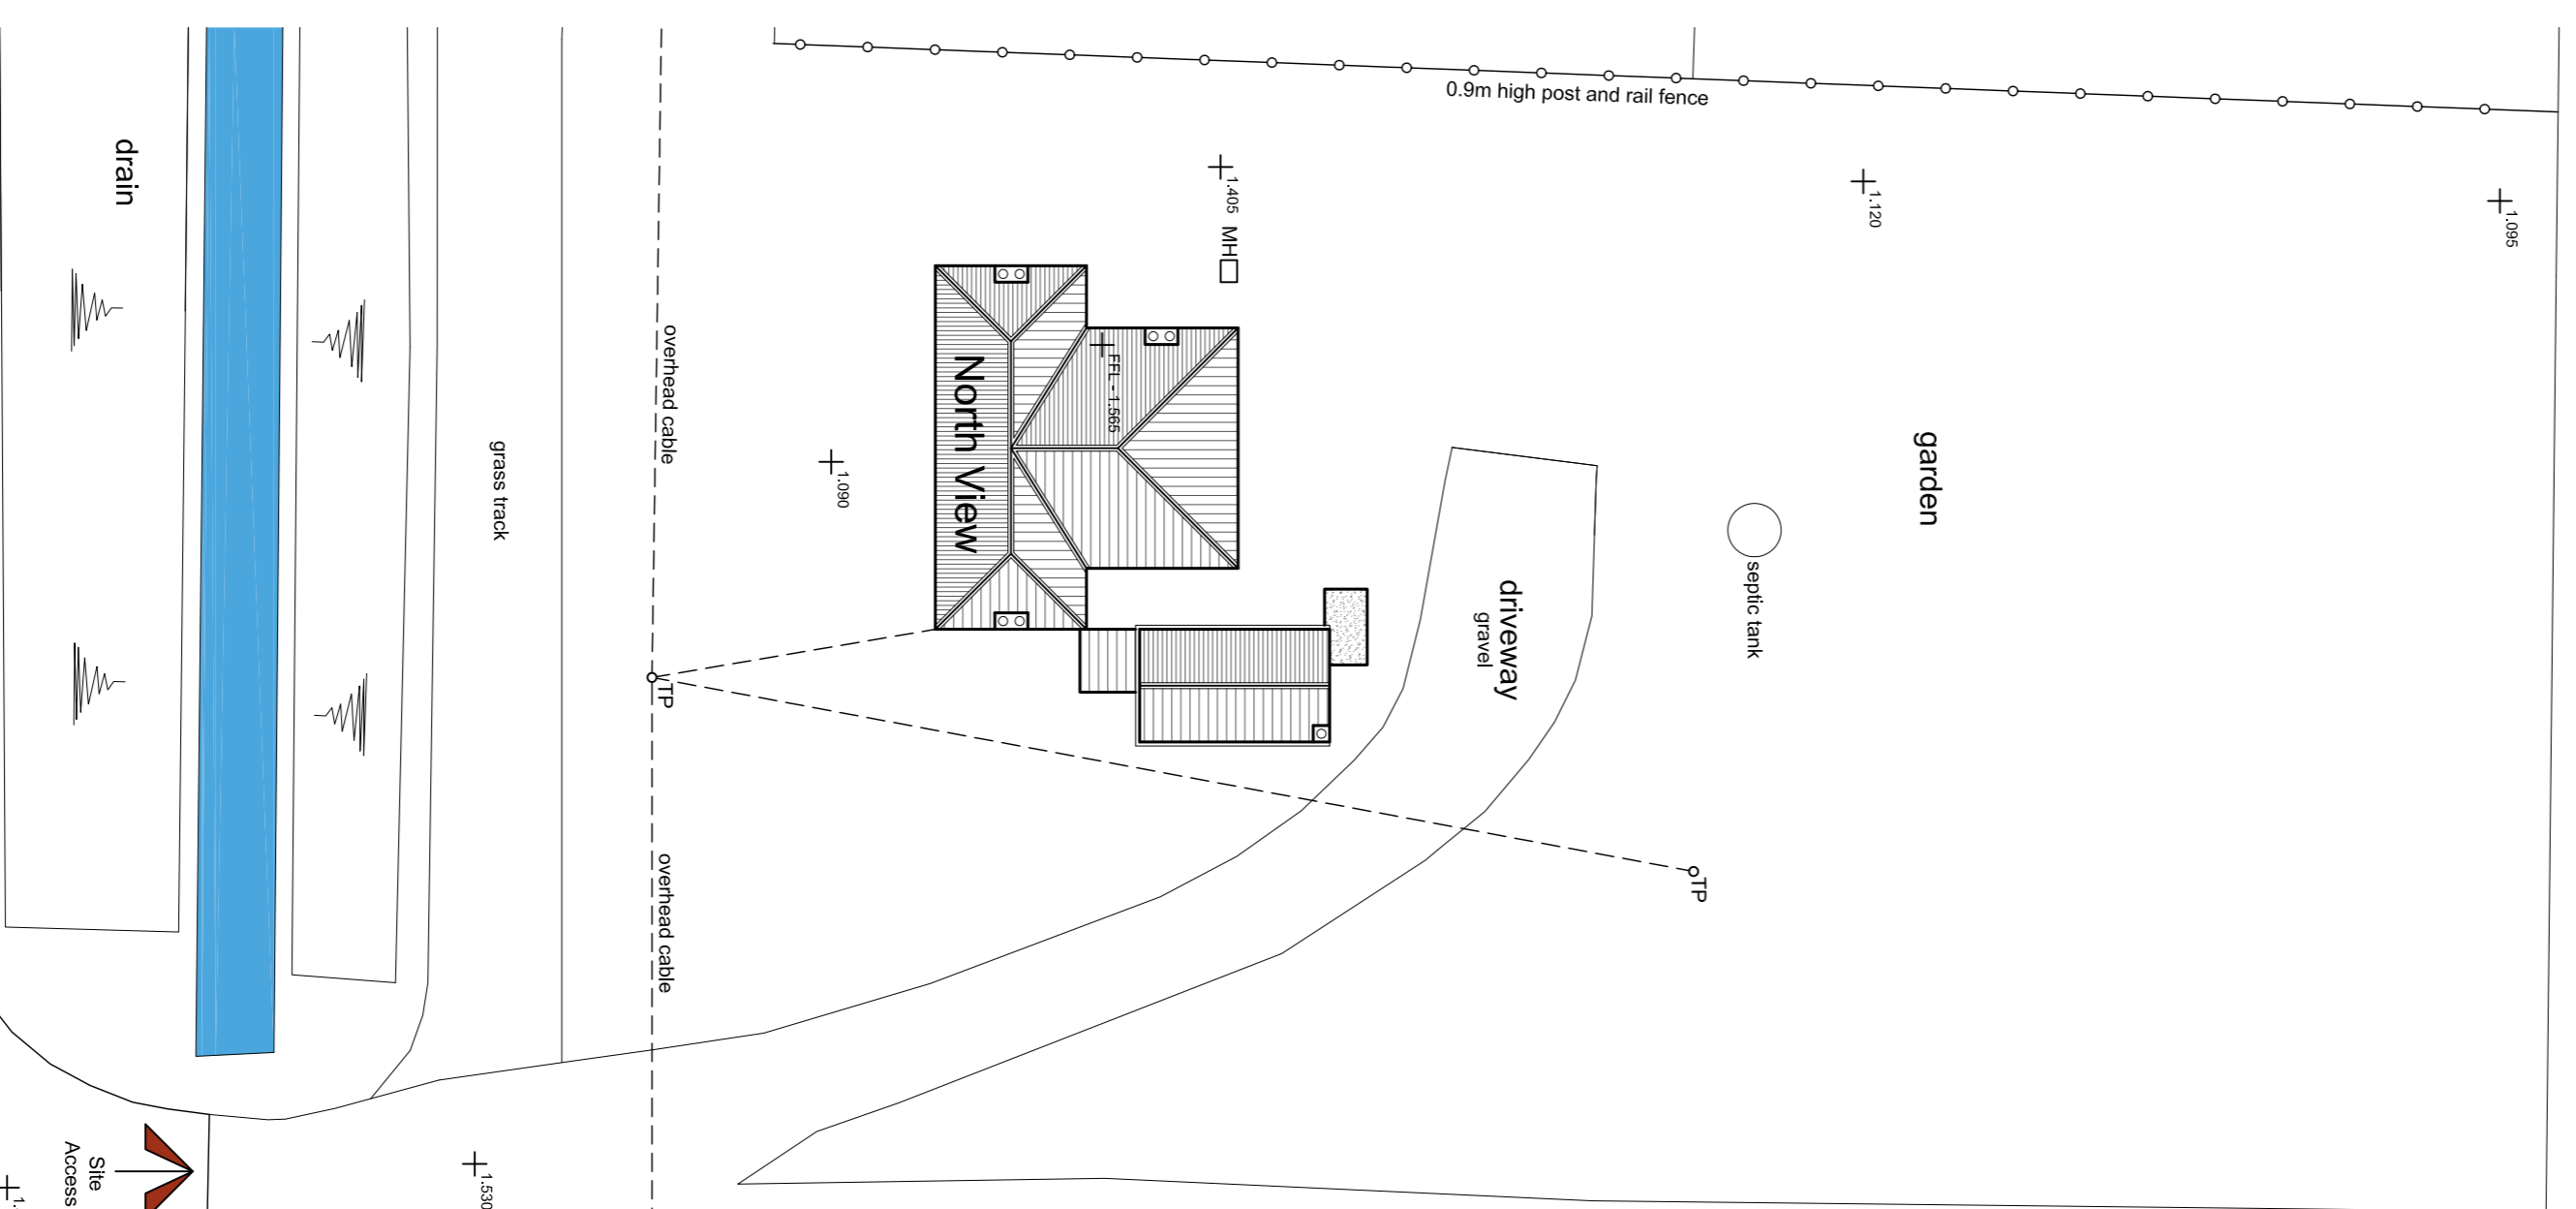 0.9m high post and rail fence
drain
1.405
MH
1.120
1.095
overhead cable
North View
FFL - 1.565
grass track
1.090
garden
septic tank
driveway
gravel
TP
TP
overhead cable
Site
Access
1.530